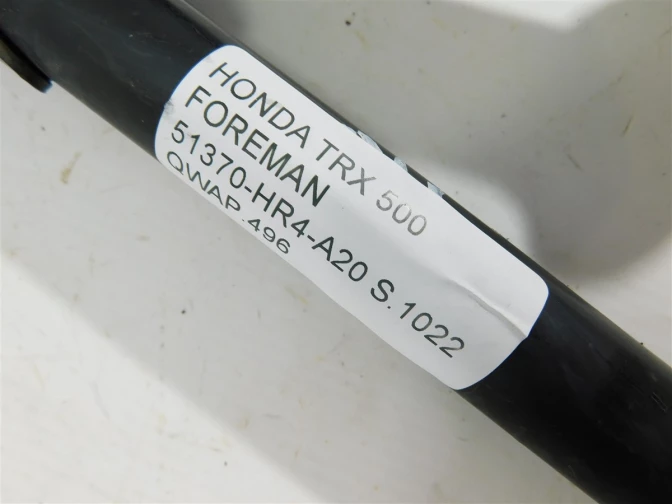 HONDA TRX 500
FOREMAN
51370-HR4-A20 S.1022
QWAP.496